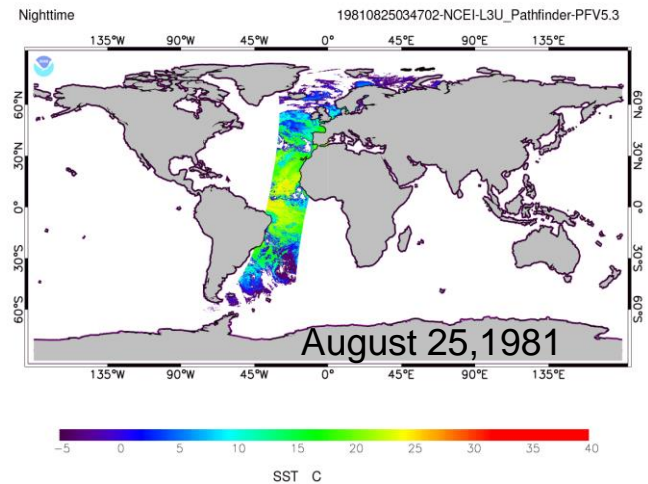 Nighttime 19810825034702-NCEI-L3U_Pathfinder-PFV5.3
135°W 90°W 45°W 0° 45°E 90°E 135°E
60°N 60°N
30°N 30°N
0° 0°
30°S 30°S
60°S 60°S
August 25,1981
135°W 90°W 45°W 0° 45°E 90°E 135°E
-5 0 5 10 15 20 25 30 35 40
SST C